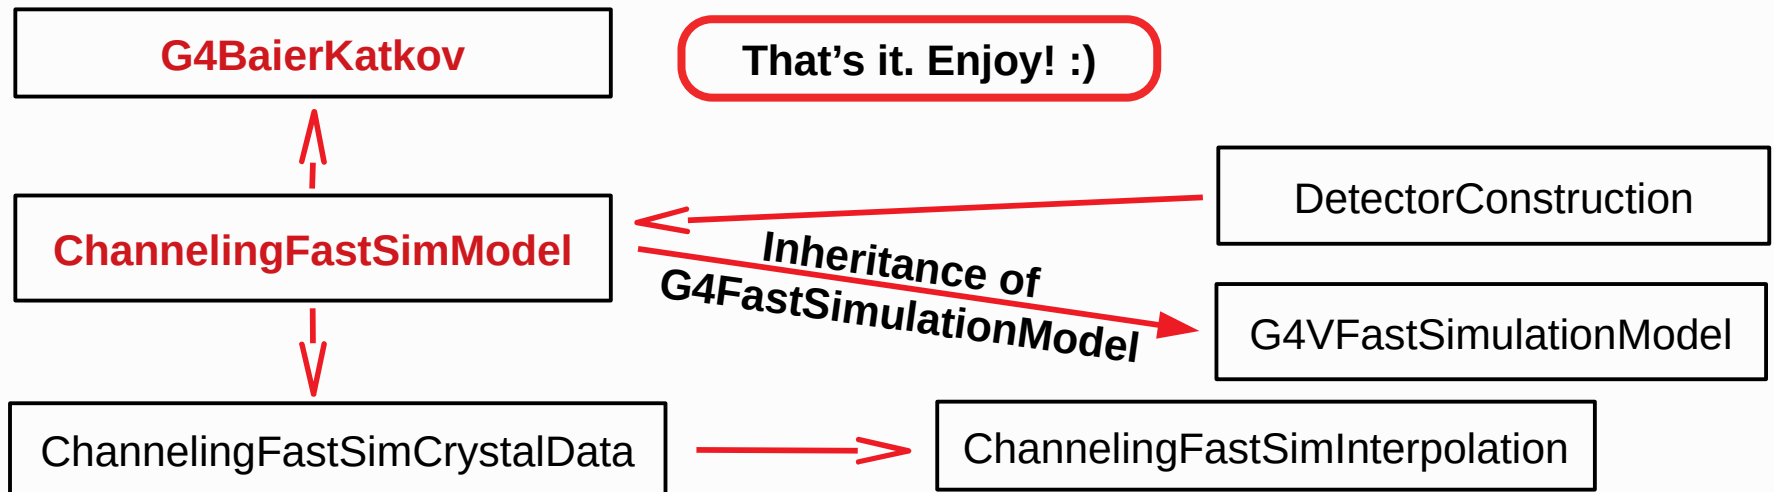 G4BaierKatkov
That’s it. Enjoy! :)
DetectorConstruction
ChannelingFastSimModel
Inheritance of
G4FastSimulationModel
G4VFastSimulationModel
ChannelingFastSimCrystalData
ChannelingFastSimInterpolation